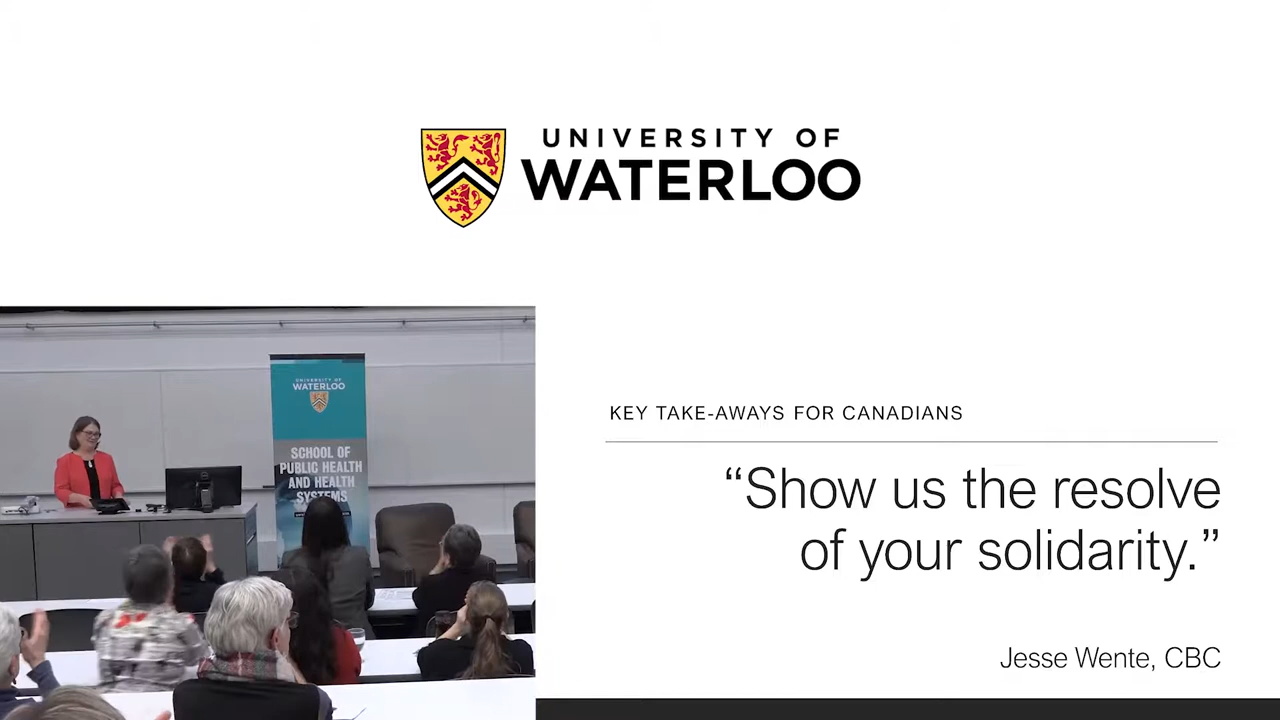 UNIVERSITY OF
WATERLOO
UNIVERSITY OF
WATERLOO
SCHOOL OF
PUBLIC HEALTH
AND HEALTH
SYSTEMS
KEY TAKE-AWAYS FOR CANADIANS
“Show us the resolve
of your solidarity.”
Jesse Wente, CBC